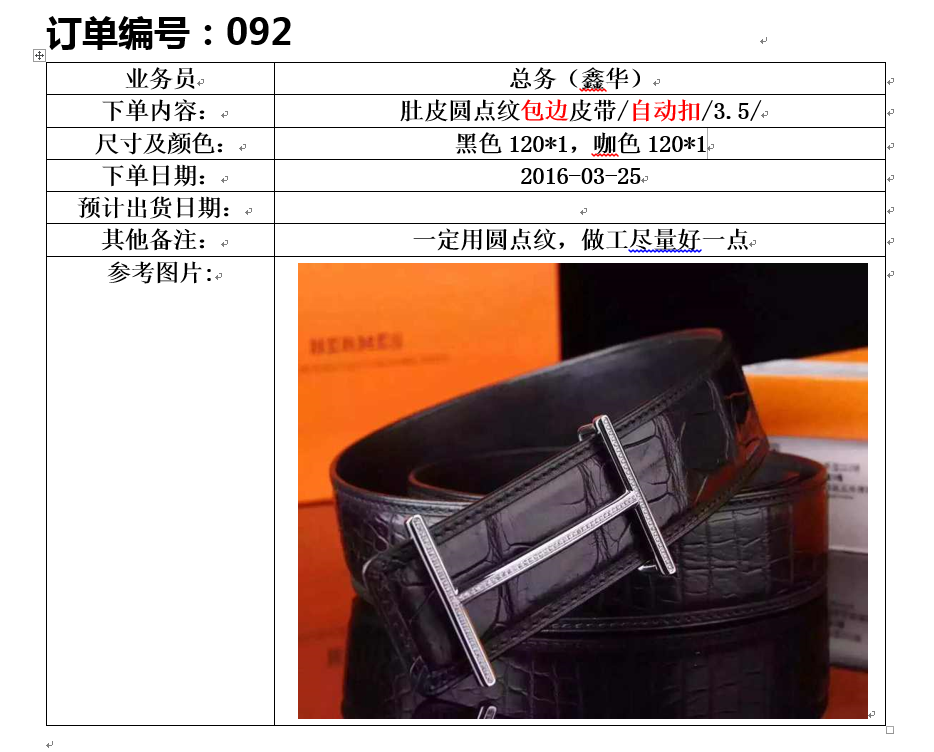 订单编号：092
业务员
总务（鑫华）
下单内容：
肚皮圆点纹包边皮带/自动扣/3.5/
尺寸及颜色：
黑色 120*1，咖色 120*1
下单日期：
2016-03-25
预计出货日期：
其他备注：
一定用圆点纹，做工尽量好一点
参考图片:
HERMES